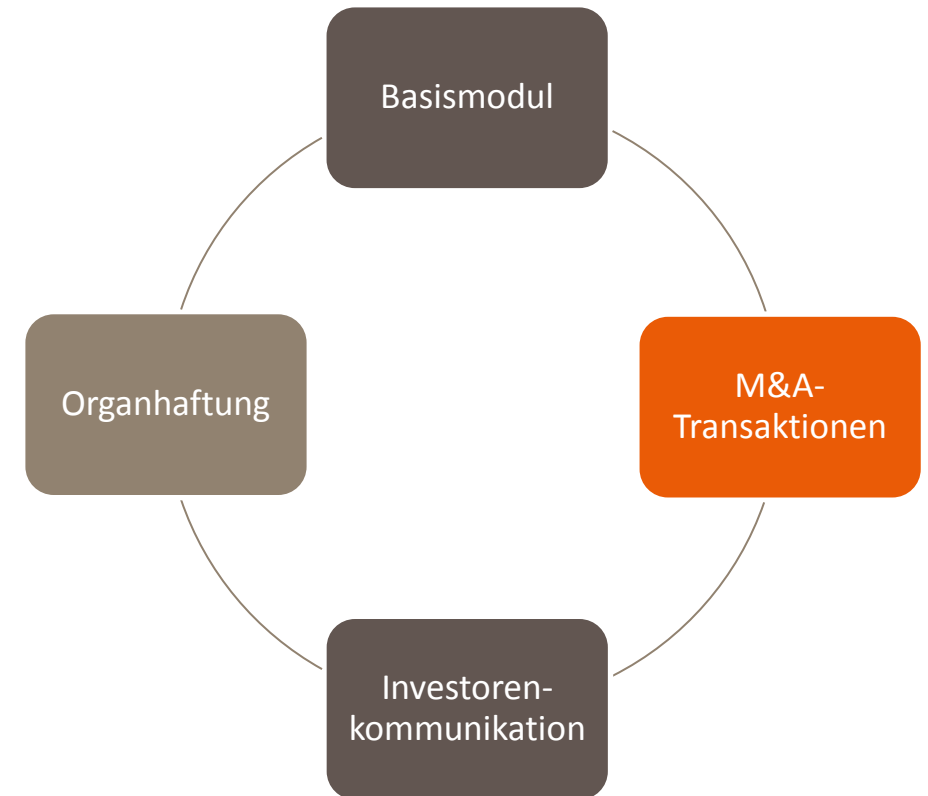 Basismodul
Organhaftung
M&A-
Transaktionen
Investoren-
kommunikation